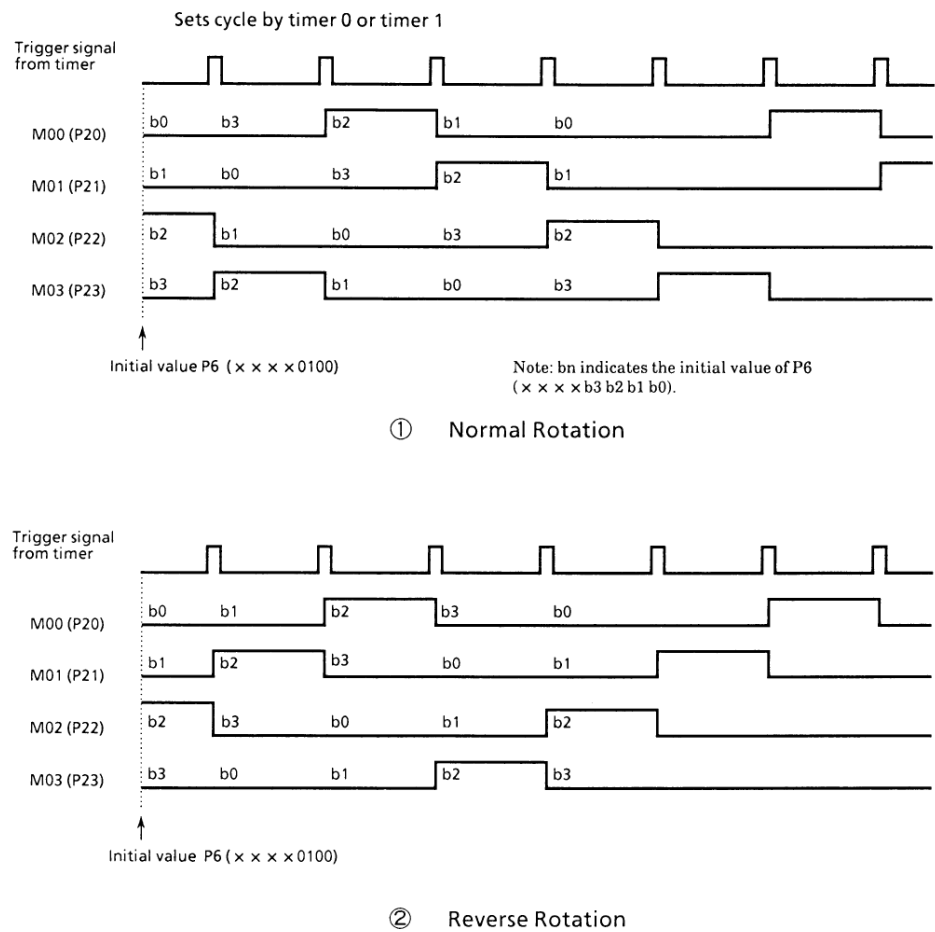 Sets cycle by timer 0 or timer 1
Trigger signal
from timer
M00 (P20) b0 b3 b2 b1 b0
M01 (P21) b1 b0 b3 b2 b1
M02 (P22) b2 b1 b0 b3 b2
M03 (P23) b3 b2 b1 b0 b3
Initial value P6 (××××0100)
Note: bn indicates the initial value of P6
(××××b3 b2 b1 b0).
① Normal Rotation
Trigger signal
from timer
M00 (P20) b0 b1 b2 b3 b0
M01 (P21) b1 b2 b3 b0 b1
M02 (P22) b2 b3 b0 b1 b2
M03 (P23) b3 b0 b1 b2 b3
Initial value P6 (××××0100)
② Reverse Rotation